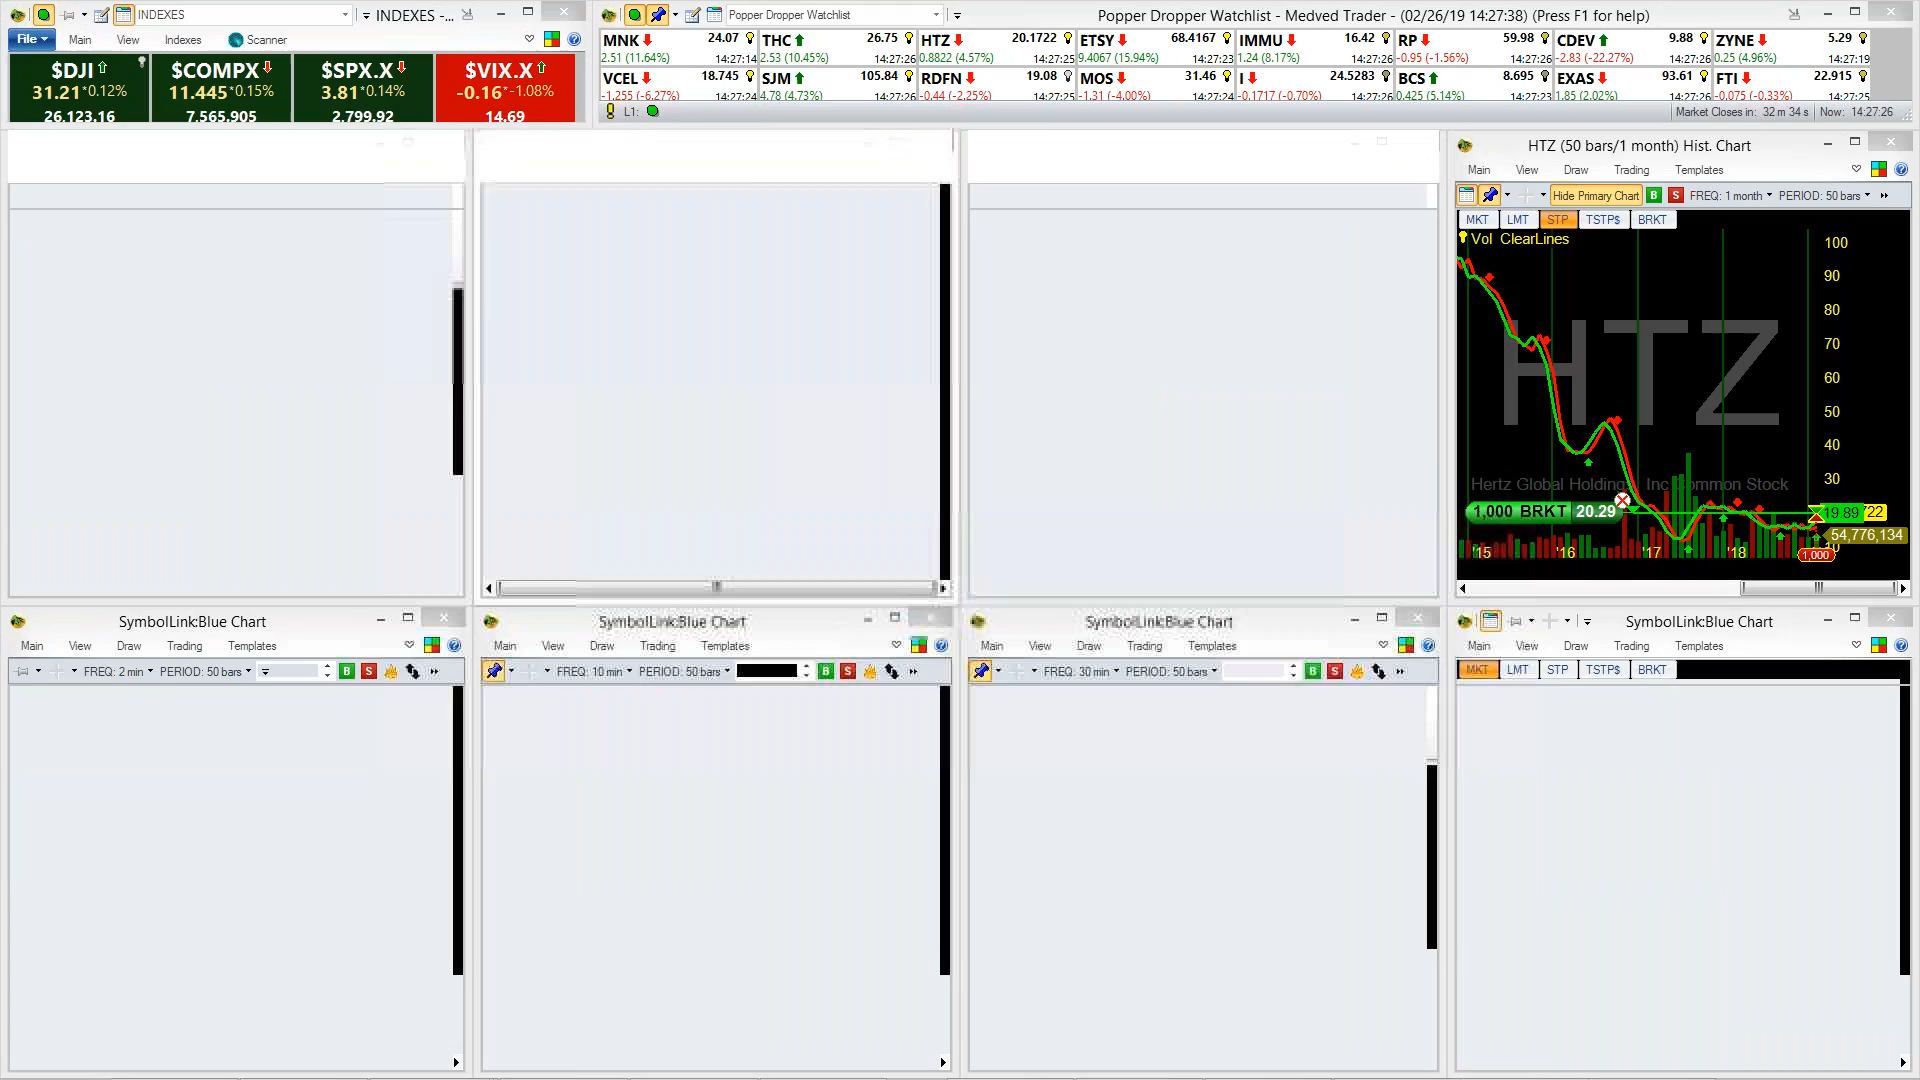 INDEXES
INDEXES -...
File Main View Indexes Scanner
$DJI $COMPX $SPX.X $VIX.X
31.21 *0.12% 11.445 *0.15% 3.81 *0.14% -0.16 *-1.08%
26,123.16 7,565.905 2,799.92 14.69
Popper Dropper Watchlist
Popper Dropper Watchlist - Medved Trader - (02/26/19 14:27:38) (Press F1 for help)
MNK 24.07 THC 26.75 HTZ 20.1722 ETSY 68.4167 IMMU 16.42 RP 59.98 CDEV 9.88 ZYNE 5.29
2.51 (11.64%) 14:27:14 2.53 (10.45%) 14:27:26 0.8822 (4.57%) 14:27:25 9.4067 (15.94%) 14:27:23 1.24 (8.17%) 14:27:26 -0.95 (-1.56%) 14:27:26 -2.83 (-22.27%) 14:27:26 0.25 (4.96%) 14:27:19
VCEL 18.745 SJM 105.84 RDFN 19.08 MOS 31.46 I 24.5283 BCS 8.695 EXAS 93.61 FTI 22.915
-1.255 (-6.27%) 14:27:24 4.78 (4.73%) 14:27:26 -0.44 (-2.25%) 14:27:25 -1.31 (-4.00%) 14:27:24 -0.1717 (-0.70%) 14:27:26 0.425 (5.14%) 14:27:23 1.85 (2.02%) 14:27:26 -0.075 (-0.33%) 14:27:25
L1: Market Closes in: 32 m 34 s Now: 14:27:26
HTZ (50 bars/1 month) Hist. Chart
Main View Draw Trading Templates
Hide Primary Chart B S FREQ: 1 month PERIOD: 50 bars
MKT LMT STP TSTP$ BRKT
Vol ClearLines
100
90
80
70
60
50
40
30
HTZ
Hertz Global Holding Inc Common Stock
1,000 BRKT 20.29
19.89 722
54,776,134
'15 '16 '17 '18 10
1,000
SymbolLink:Blue Chart
Main View Draw Trading Templates
FREQ: 2 min PERIOD: 50 bars B S
SymbolLink:Blue Chart
Main View Draw Trading Templates
FREQ: 10 min PERIOD: 50 bars B S
SymbolLink:Blue Chart
Main View Draw Trading Templates
FREQ: 30 min PERIOD: 50 bars B S
SymbolLink:Blue Chart
Main View Draw Trading Templates
MKT LMT STP TSTP$ BRKT